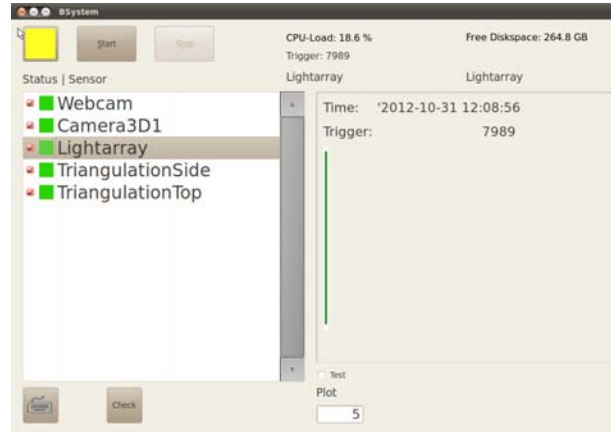 BSystem
Start Stop CPU-Load: 18.6 % Free Diskspace: 264.8 GB
Trigger: 7989
Status | Sensor Lightarray Lightarray
Webcam
Camera3D1
Lightarray
TriangulationSide
TriangulationTop
Time: '2012-10-31 12:08:56
Trigger: 7989
Test
Plot
Check 5